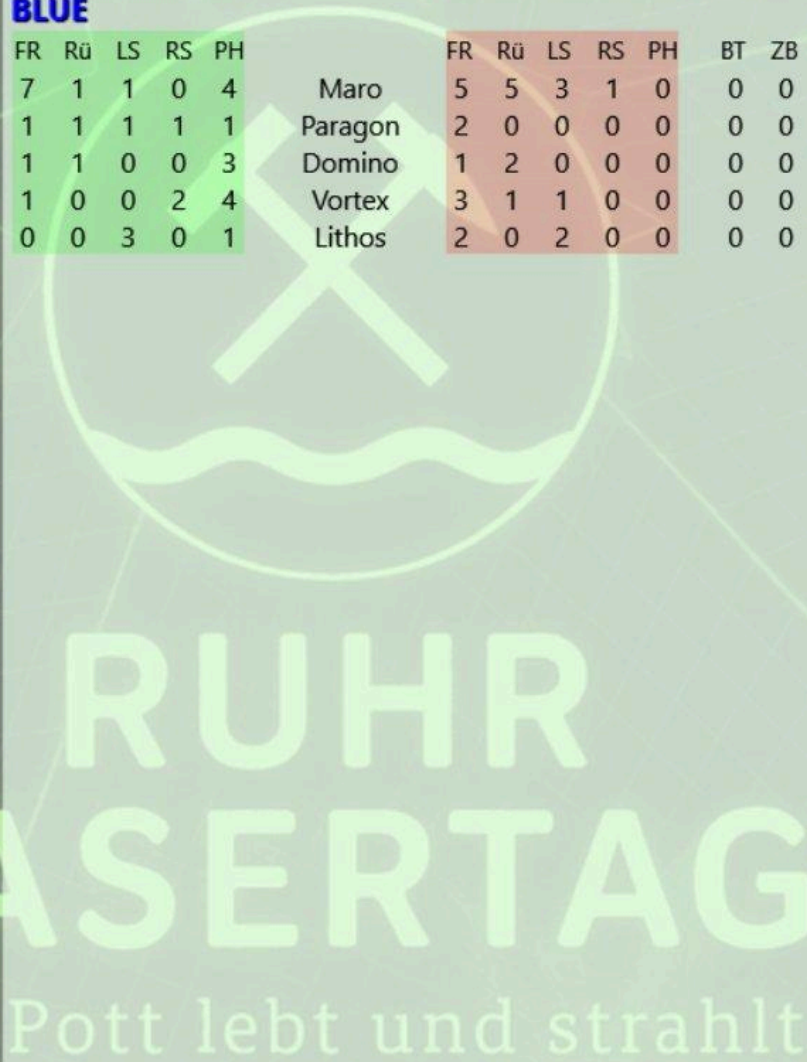 BLUE
FR Rü LS RS PH FR Rü LS RS PH BT ZB
7 1 1 0 4 Maro 5 5 3 1 0 0 0
1 1 1 1 1 Paragon 2 0 0 0 0 0 0
1 1 0 0 3 Domino 1 2 0 0 0 0 0
1 0 0 2 4 Vortex 3 1 1 0 0 0 0
0 0 3 0 1 Lithos 2 0 2 0 0 0 0
RUHR
ASERTAG
Pott lebt und strahlt